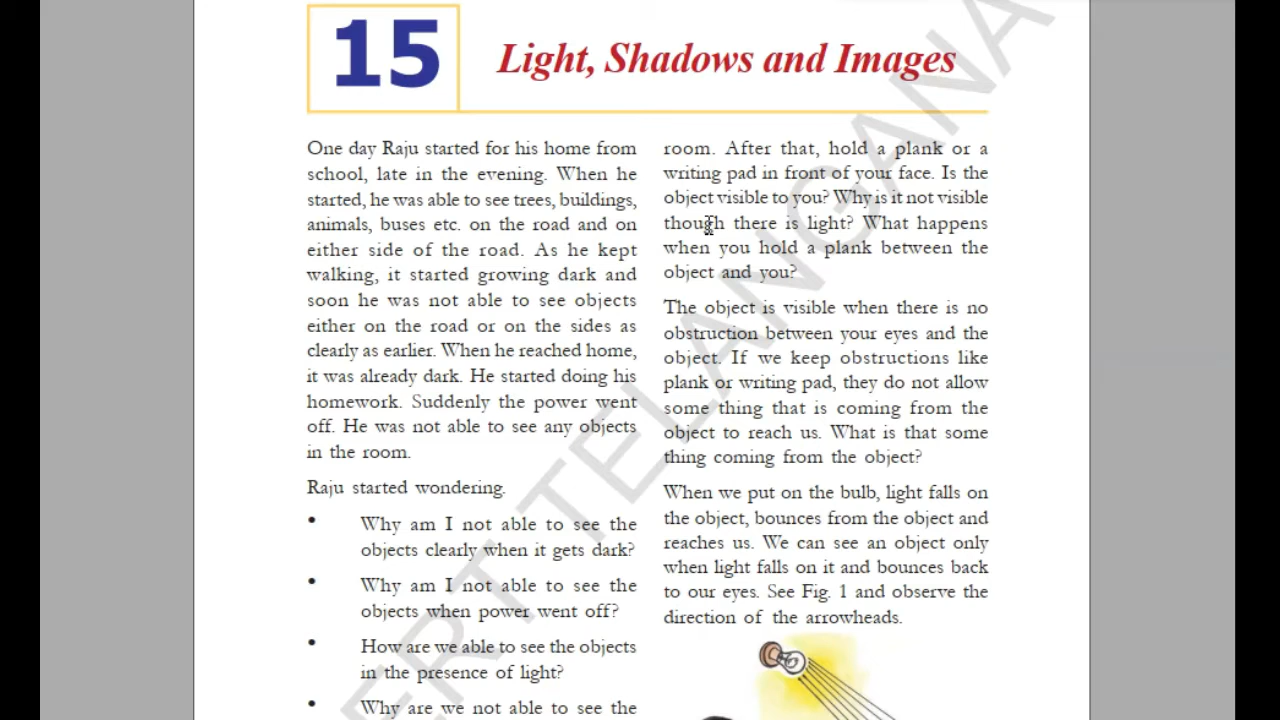 15
Light, Shadows and Images
One day Raju started for his home from
school, late in the evening. When he
started, he was able to see trees, buildings,
animals, buses etc. on the road and on
either side of the road. As he kept
walking, it started growing dark and
soon he was not able to see objects
either on the road or on the sides as
clearly as earlier. When he reached home,
it was already dark. He started doing his
homework. Suddenly the power went
off. He was not able to see any objects
in the room.
Raju started wondering.
• Why am I not able to see the
objects clearly when it gets dark?
• Why am I not able to see the
objects when power went off?
• How are we able to see the objects
in the presence of light?
• Why are we not able to see the
room. After that, hold a plank or a
writing pad in front of your face. Is the
object visible to you? Why is it not visible
though there is light? What happens
when you hold a plank between the
object and you?
The object is visible when there is no
obstruction between your eyes and the
object. If we keep obstructions like
plank or writing pad, they do not allow
some thing that is coming from the
object to reach us. What is that some
thing coming from the object?
When we put on the bulb, light falls on
the object, bounces from the object and
reaches us. We can see an object only
when light falls on it and bounces back
to our eyes. See Fig. 1 and observe the
direction of the arrowheads.
ERT TELANGANA